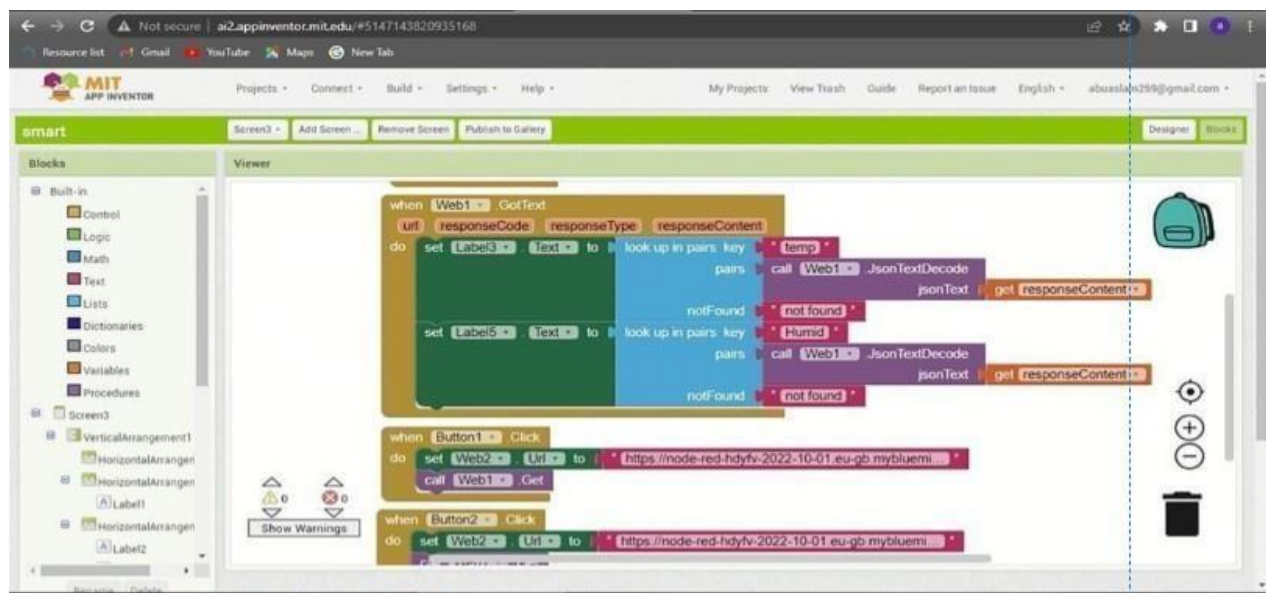 Not secure | ai2.appinventor.mit.edu/#5147143820935168
Resource list Gmail YouTube Maps New Tab
MIT APP INVENTOR Projects Connect Build Settings Help My Projects View Trash Guide Report an Issue English abuaslam259@gmail.com
smart Screen3 Add Screen ... Remove Screen Publish to Gallery Designer Blocks
Blocks Viewer
Built-in
Control
Logic
Math
Text
Lists
Dictionaries
Colors
Variables
Procedures
Screen3
VerticalArrangement1
HorizontalArrangen
HorizontalArrangen
Label1
HorizontalArrangen
Label2
Rename Delete
when Web1 .GotText
url responseCode responseType responseContent
do set Label3 . Text to look up in pairs key " temp "
pairs call Web1 .JsonTextDecode
jsonText get responseContent
notFound " not found "
set Label5 . Text to look up in pairs key " Humid "
pairs call Web1 .JsonTextDecode
jsonText get responseContent
notFound " not found "
when Button1 .Click
do set Web2 . Url to " https://node-red-hdyfv-2022-10-01.eu-gb.mybluemi... "
call Web1 .Get
when Button2 .Click
do set Web2 . Url to " https://node-red-hdyfv-2022-10-01.eu-gb.mybluemi... "
0 0
Show Warnings